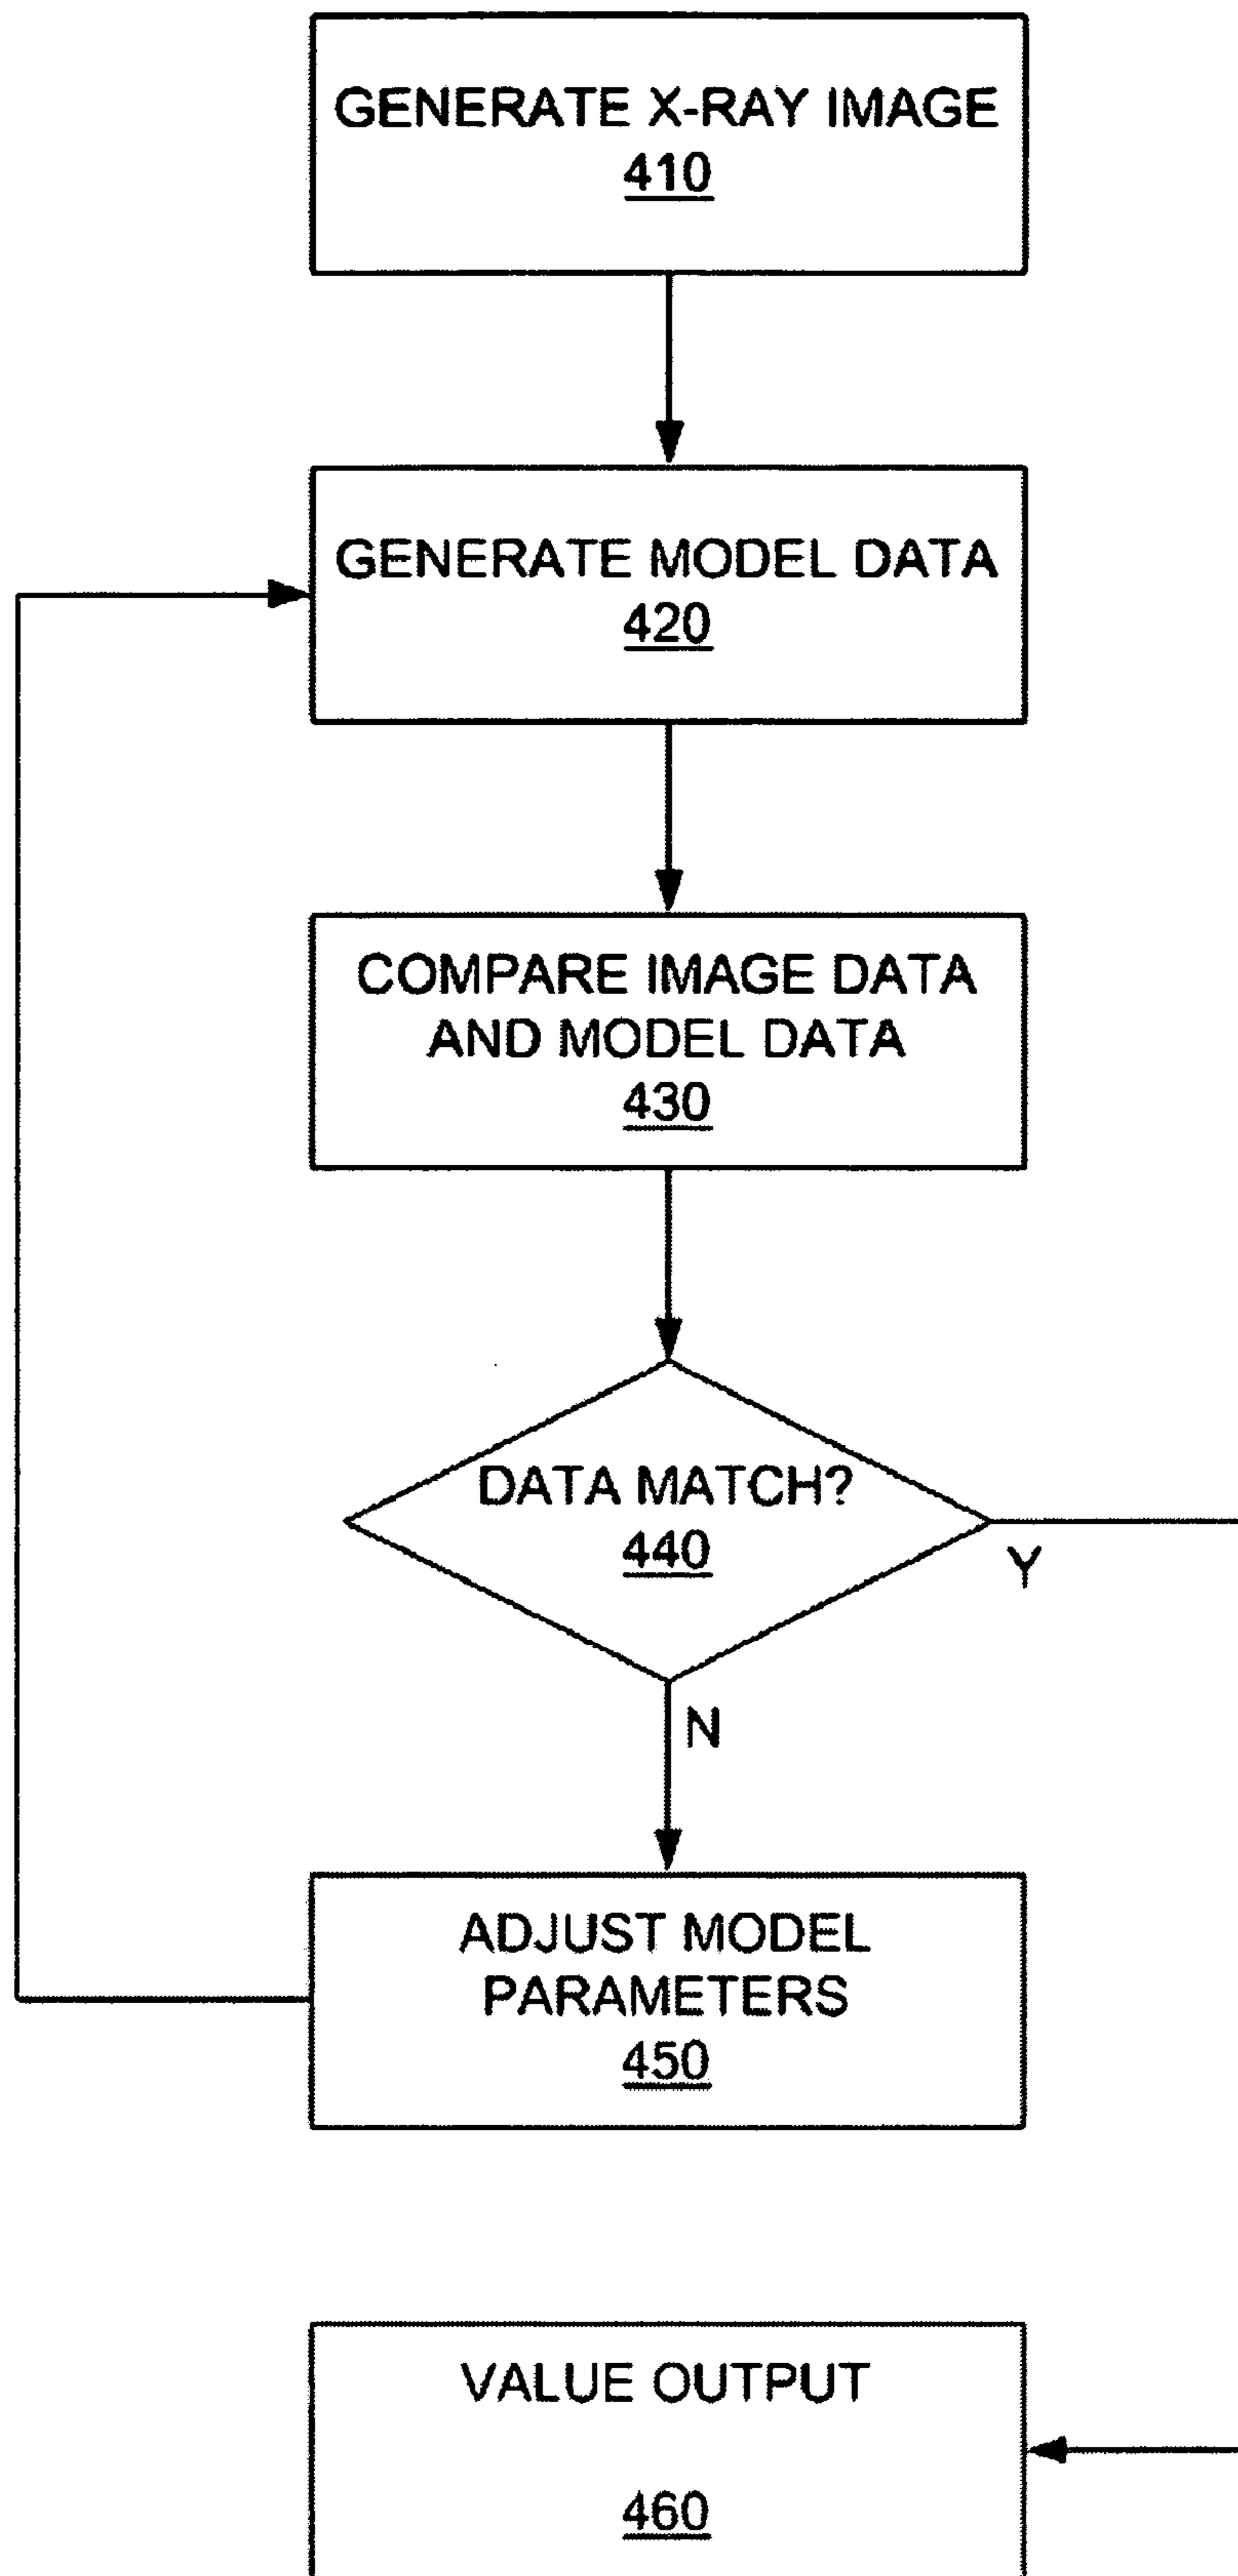 GENERATE X-RAY IMAGE
410
GENERATE MODEL DATA
420
COMPARE IMAGE DATA
AND MODEL DATA
430
DATA MATCH?
440
Y
N
ADJUST MODEL
PARAMETERS
450
VALUE OUTPUT
460